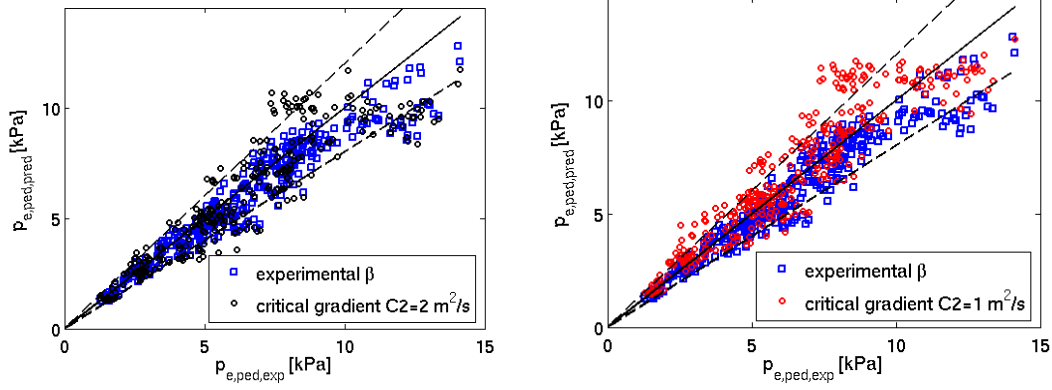 10
5
0
0
5
10
15
p_e,ped,pred [kPa]
p_e,ped,exp [kPa]
experimental β
critical gradient C2=2 m²/s
10
5
0
0
5
10
15
p_e,ped,pred [kPa]
p_e,ped,exp [kPa]
experimental β
critical gradient C2=1 m²/s